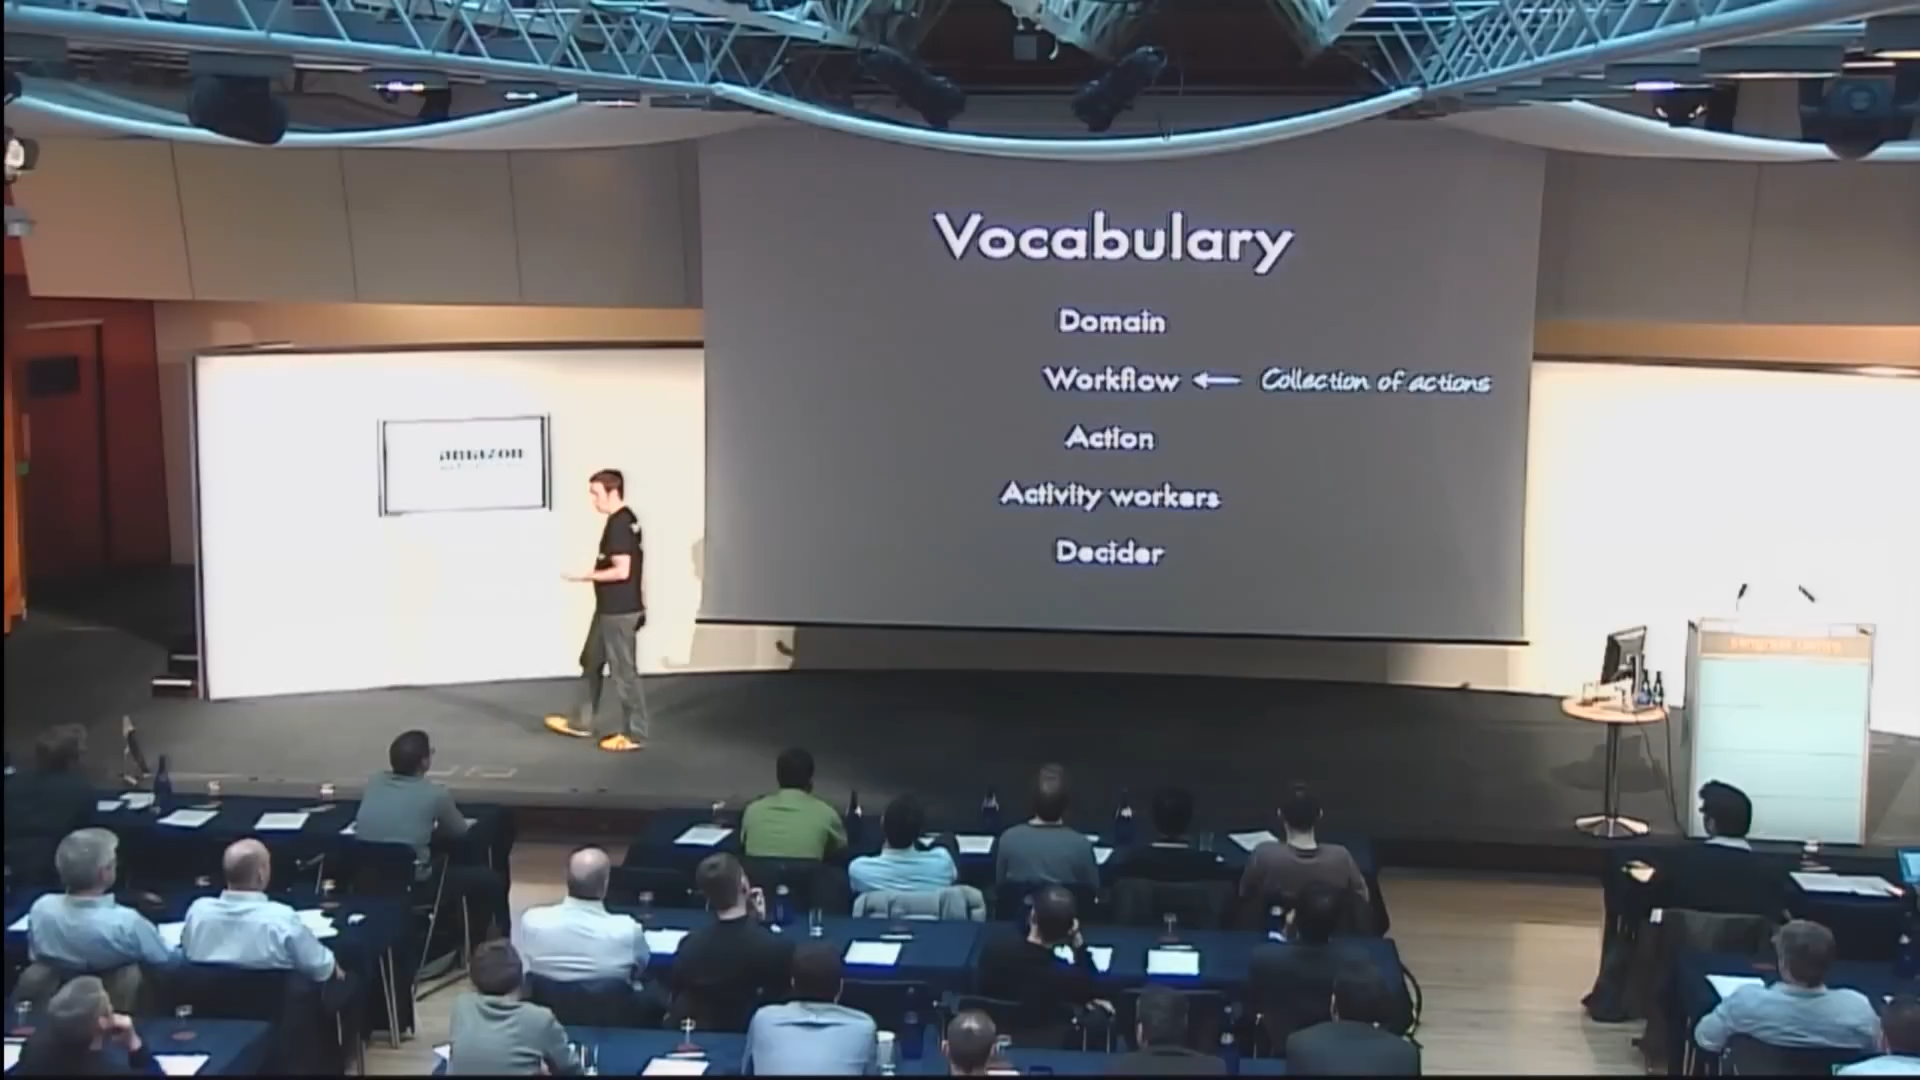 Vocabulary
Domain
Workflow ← Collection of actions
Action
Activity workers
Decider
amazon